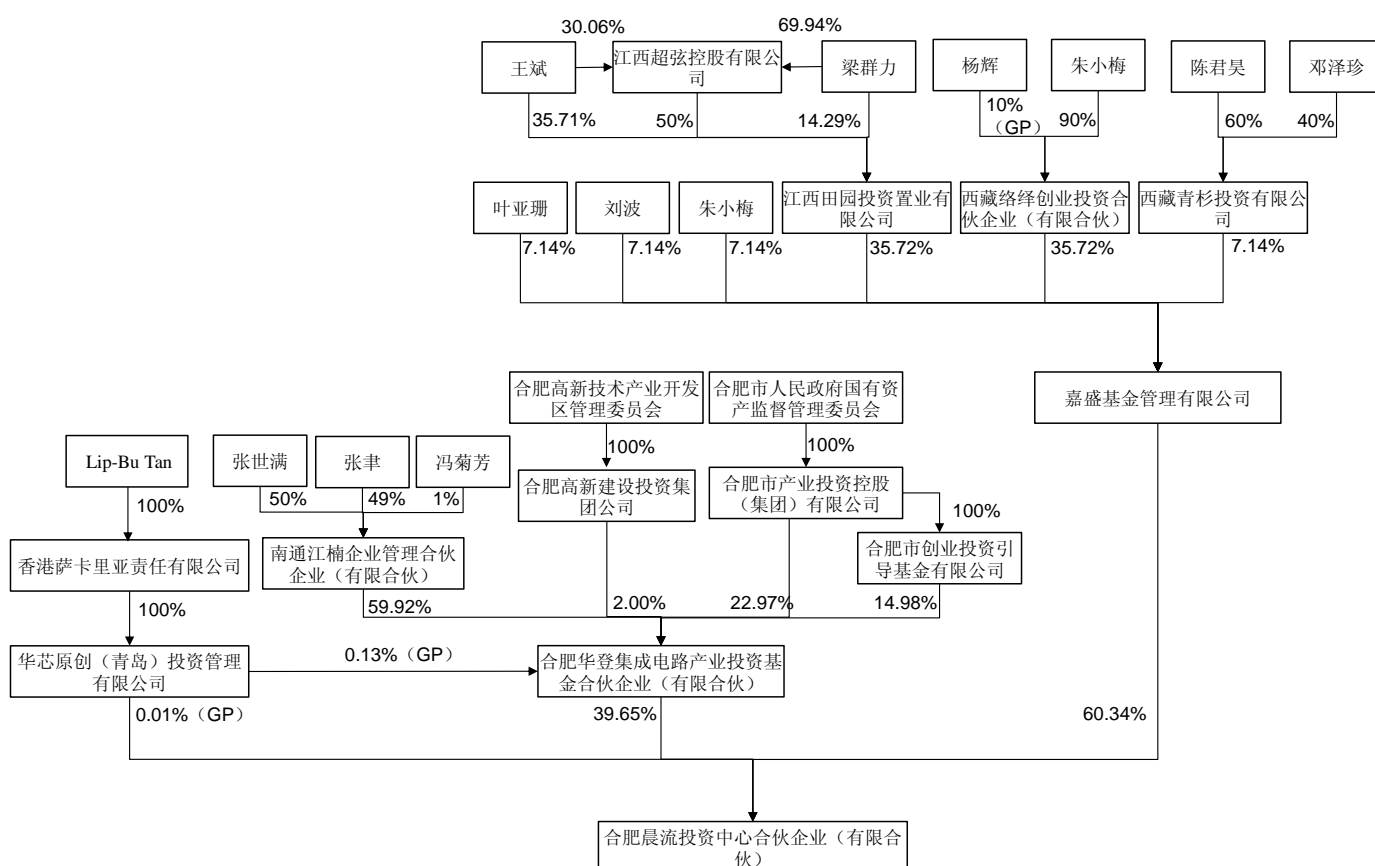 30.06%
69.94%
王斌
江西超弦控股有限公
司
梁群力
杨辉
朱小梅
陈君昊
邓泽珍
35.71%
50%
14.29%
10%
（GP）
90%
60%
40%
叶亚珊
刘波
朱小梅
江西田园投资置业有
限公司
西藏络绎创业投资合
伙企业（有限合伙）
西藏青杉投资有限公
司
7.14%
7.14%
7.14%
35.72%
35.72%
7.14%
合肥高新技术产业开发
区管理委员会
合肥市人民政府国有资
产监督管理委员会
嘉盛基金管理有限公司
100%
100%
Lip-Bu Tan
张世满
张聿
冯菊芳
合肥高新建设投资集
团公司
合肥市产业投资控股
（集团）有限公司
100%
50%
49%
1%
100%
香港萨卡里亚责任有限公司
南通江楠企业管理合伙
企业（有限合伙）
合肥市创业投资引
导基金有限公司
100%
59.92%
2.00%
22.97%
14.98%
华芯原创（青岛）投资管理
有限公司
0.13%（GP）
合肥华登集成电路产业投资基
金合伙企业（有限合伙）
0.01%（GP）
39.65%
60.34%
合肥晨流投资中心合伙企业（有限合
伙）